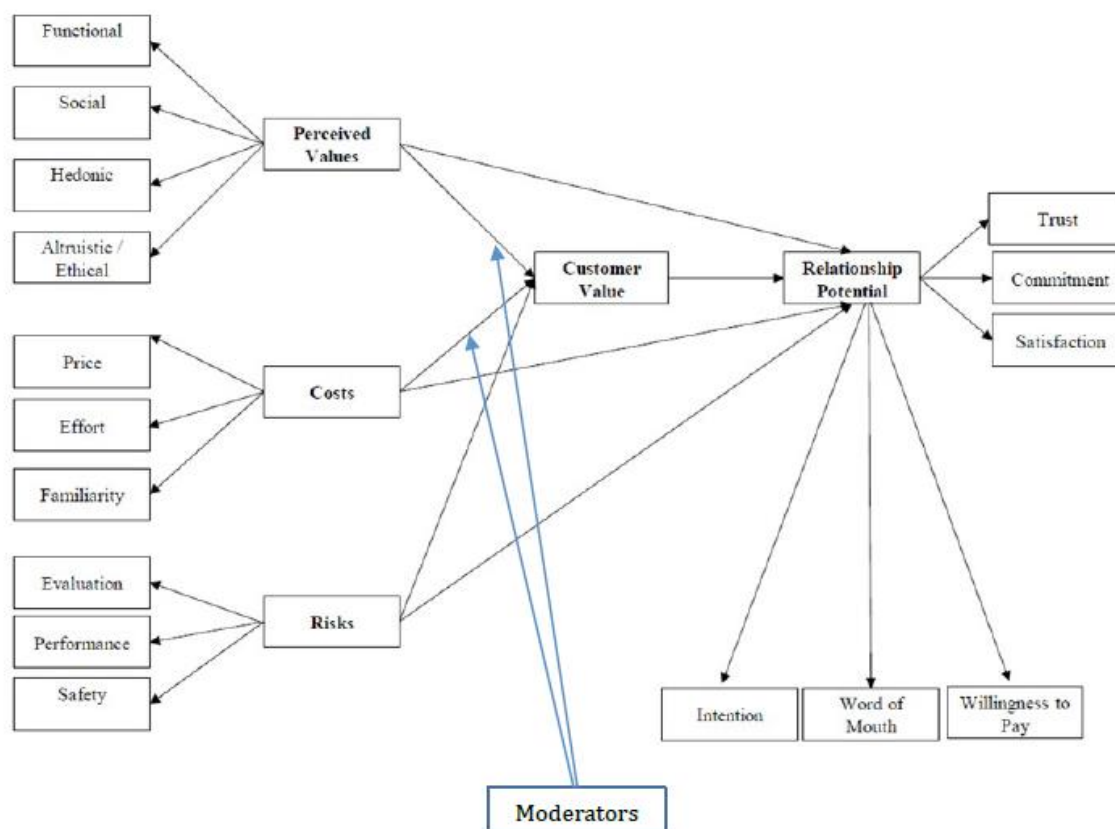 Functional
Social
Hedonic
Altruistic /
Ethical
Perceived
Values
Price
Effort
Familiarity
Costs
Evaluation
Performance
Safety
Risks
Customer
Value
Relationship
Potential
Trust
Commitment
Satisfaction
Intention
Word of
Mouth
Willingness to
Pay
Moderators